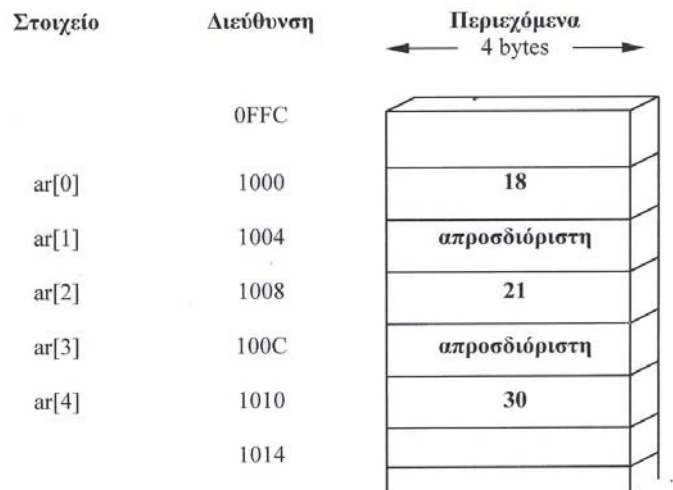 Στοιχείο Διεύθυνση Περιεχόμενα
4 bytes
0FFC
ar[0] 1000 18
ar[1] 1004 απροσδιόριστη
ar[2] 1008 21
ar[3] 100C απροσδιόριστη
ar[4] 1010 30
1014